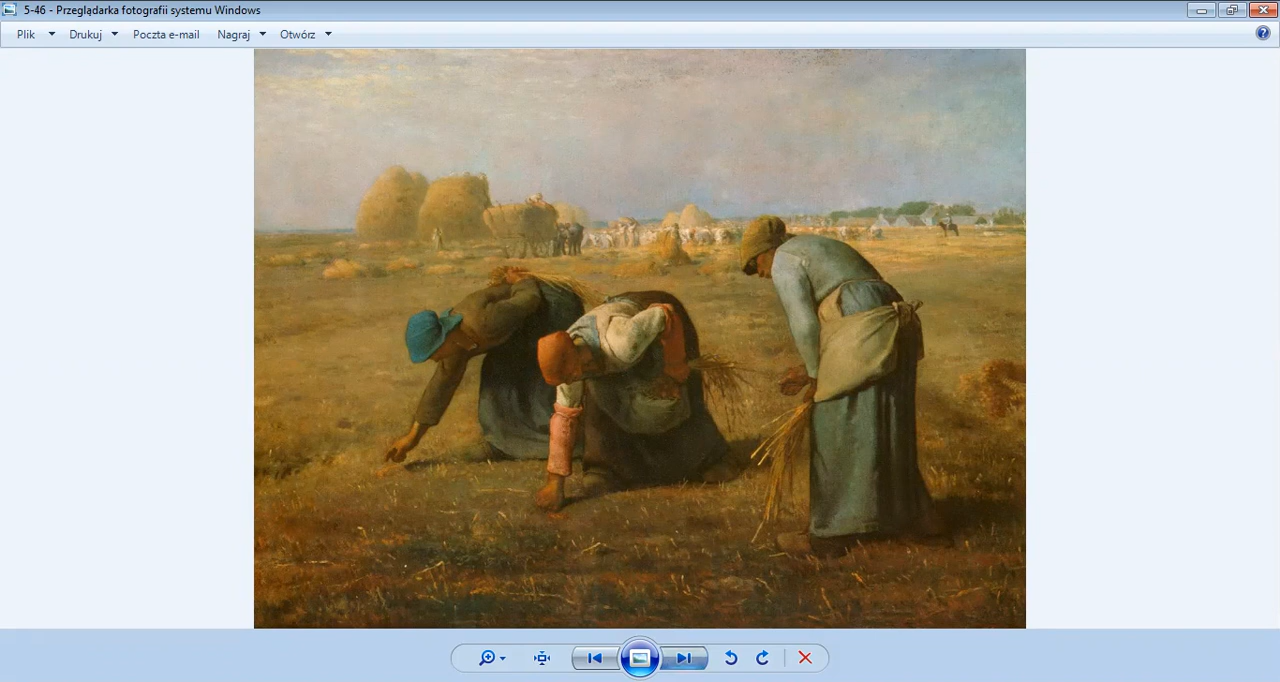 5-46 - Przeglądarka fotografii systemu Windows
Plik Drukuj Poczta e-mail Nagraj Otwórz